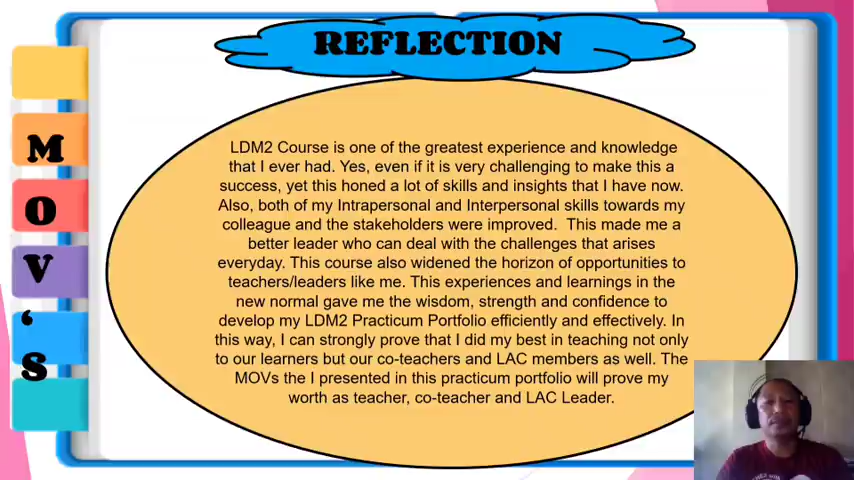 REFLECTION
M
O
V
‘
S
LDM2 Course is one of the greatest experience and knowledge
that I ever had. Yes, even if it is very challenging to make this a
success, yet this honed a lot of skills and insights that I have now.
Also, both of my Intrapersonal and Interpersonal skills towards my
colleague and the stakeholders were improved.  This made me a
better leader who can deal with the challenges that arises
everyday. This course also widened the horizon of opportunities to
teachers/leaders like me. This experiences and learnings in the
new normal gave me the wisdom, strength and confidence to
develop my LDM2 Practicum Portfolio efficiently and effectively. In
this way, I can strongly prove that I did my best in teaching not only
to our learners but our co-teachers and LAC members as well. The
MOVs the I presented in this practicum portfolio will prove my
worth as teacher, co-teacher and LAC Leader.